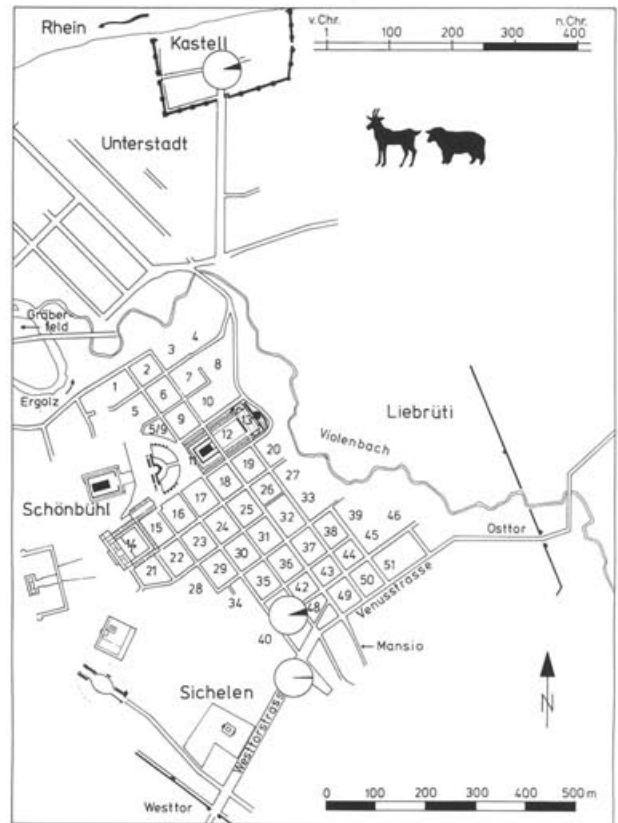 Rhein
Kastell
v. Chr. n. Chr.
1 100 200 300 400
Unterstadt
Gräber-
feld
Ergolz
3 4
2 8
1 6 7
5 10
5/9 9
13
12
11
Liebrüti
Violenbach
Schönbühl
20
19 27
18 26 33
17 25 32 39 46
16 24 31 38 45
15 23 30 37 44 51
14 22 29 36 43 50
21 28 35 42 49
34 48
40
Osttor
Venusstrasse
Mansio
Sichelen
Westtorstrasse
Westtor
N
0 100 200 300 400 500 m